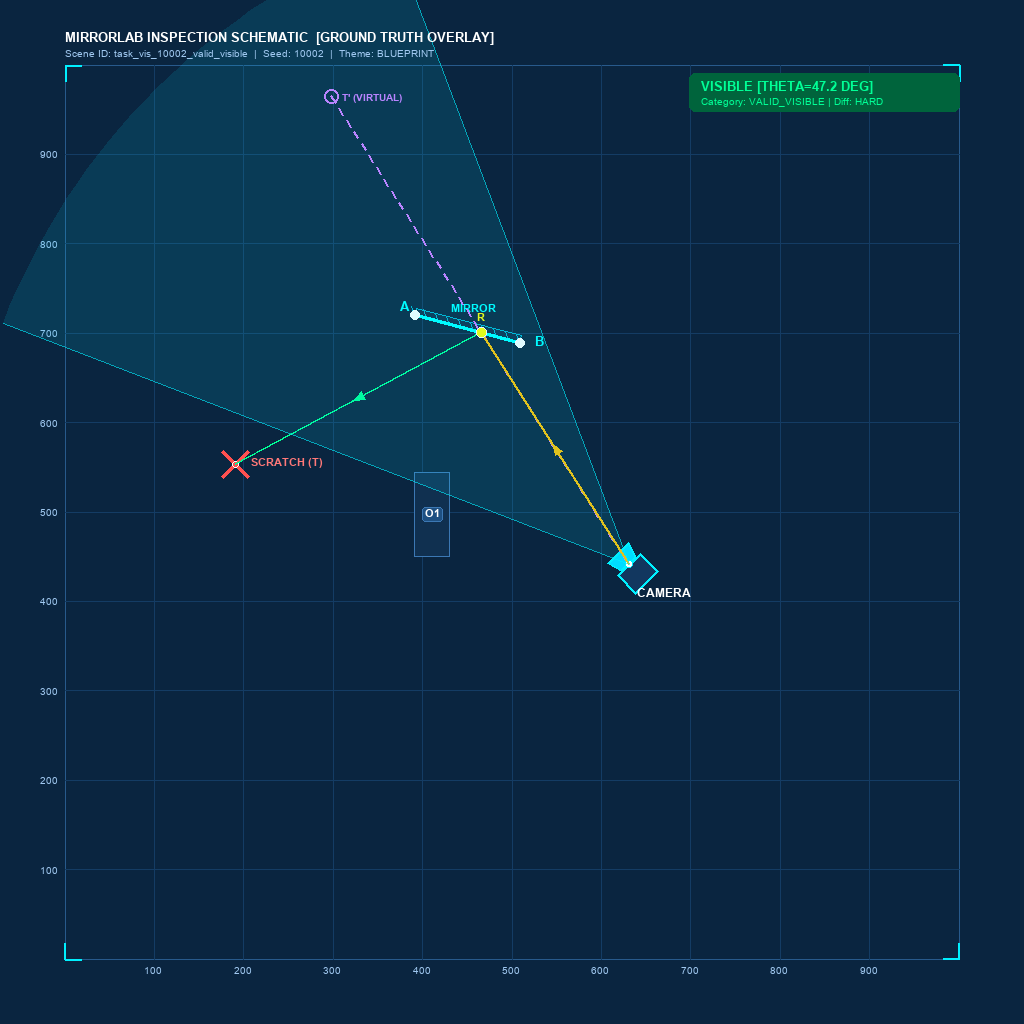 MIRRORLAB INSPECTION SCHEMATIC [GROUND TRUTH OVERLAY]
Scene ID: task_vis_10002_valid_visible | Seed: 10002 | Theme: BLUEPRINT
VISIBLE [THETA=47.2 DEG]
Category: VALID_VISIBLE | Diff: HARD
T' (VIRTUAL)
900
800
A
MIRROR
R
B
700
600
SCRATCH (T)
500
O1
CAMERA
400
300
200
100
100 200 300 400 500 600 700 800 900